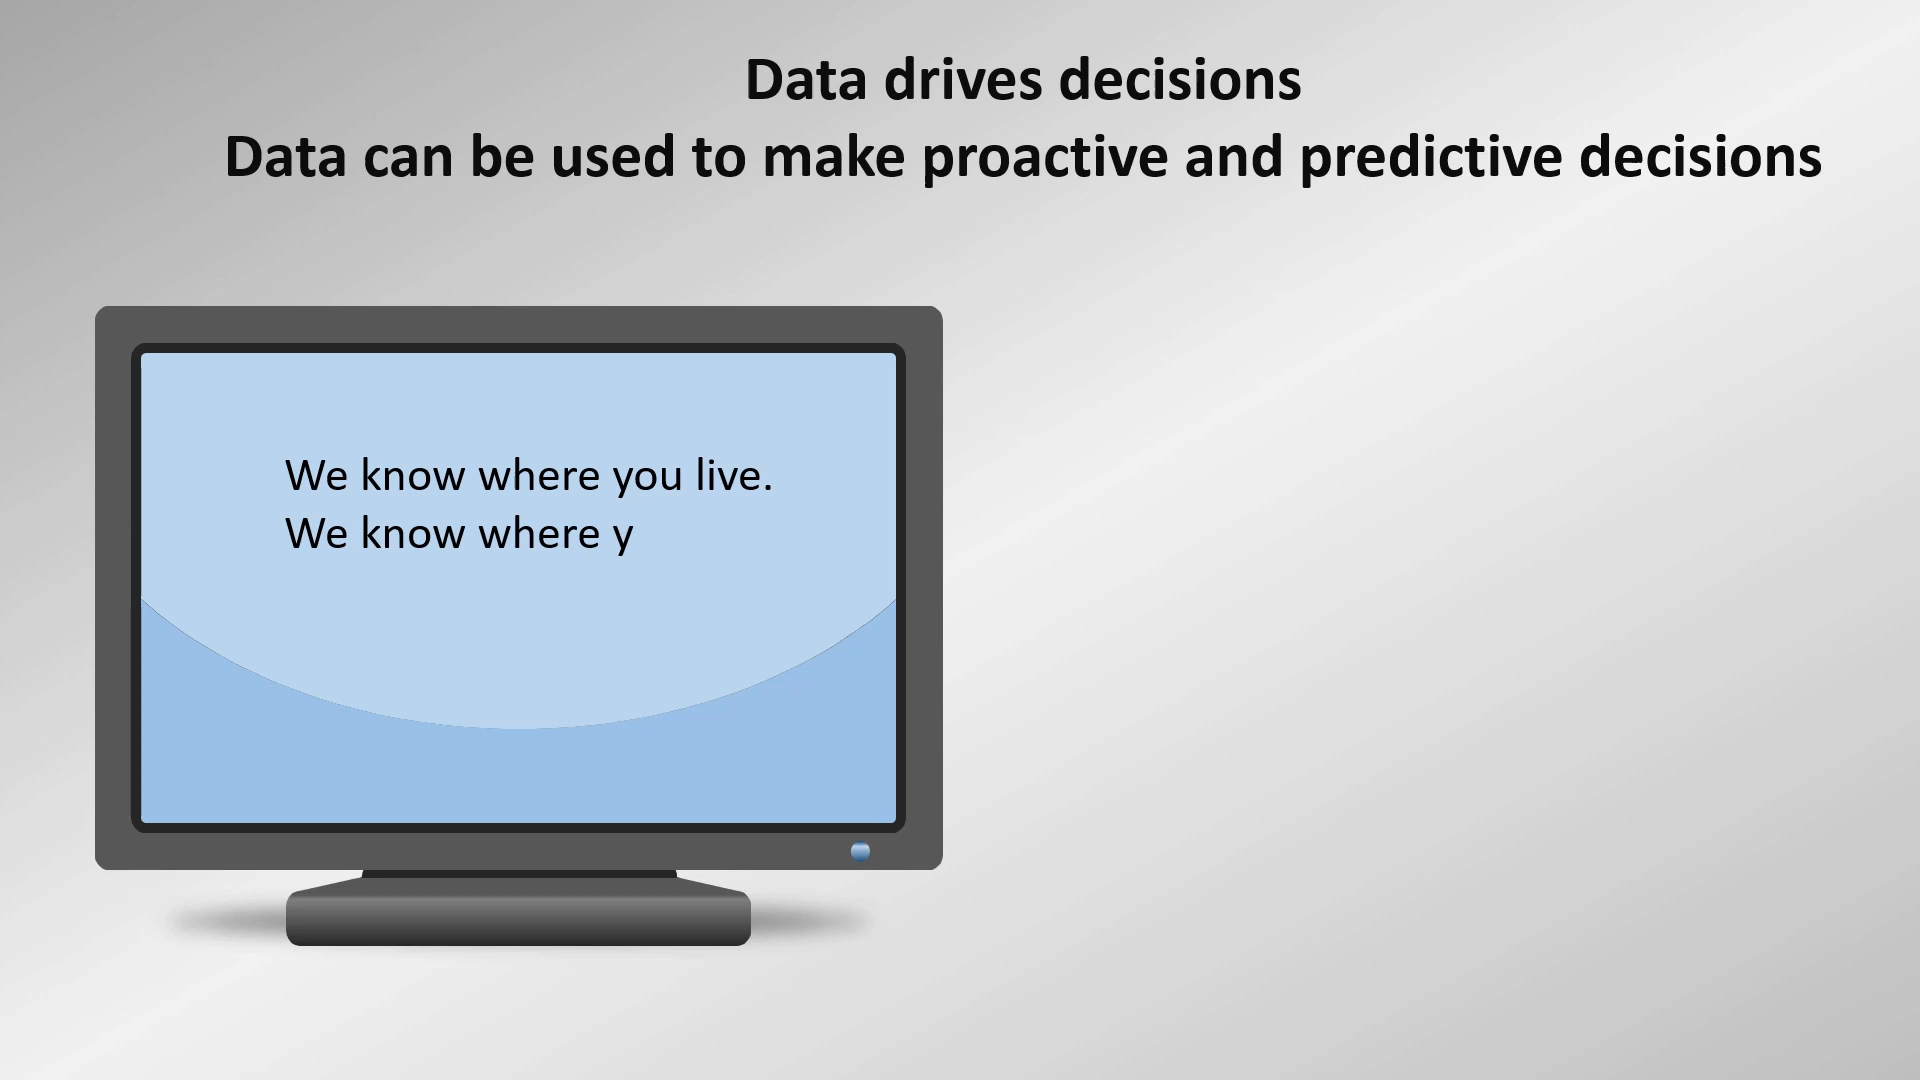 Data drives decisions
Data can be used to make proactive and predictive decisions
We know where you live.
We know where y